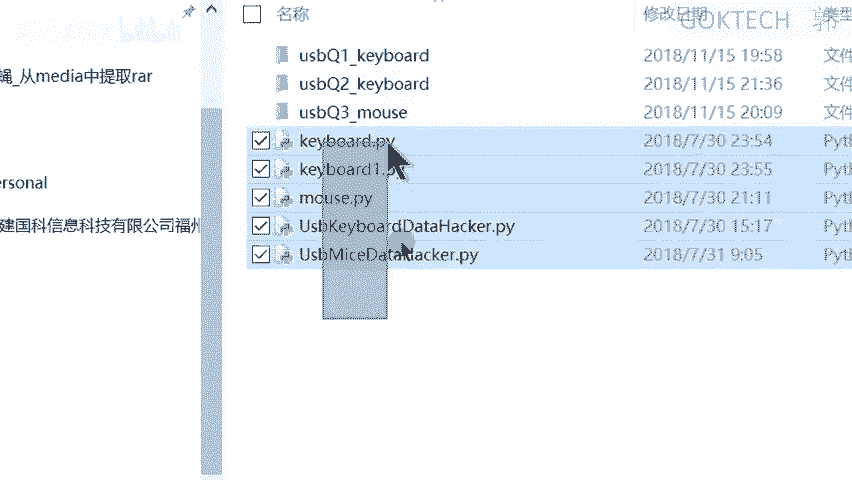 名称 修改日期 类型
GOKTECH 郭
蝇_从media中提取rar
ersonal
建国科信息科技有限公司福州
usbQ1_keyboard 2018/11/15 19:58 文件
usbQ2_keyboard 2018/11/15 21:36 文件
usbQ3_mouse 2018/11/15 20:09 文件
keyboard.py 2018/7/30 23:54 Pyth
keyboard1.py 2018/7/30 23:55 Pyth
mouse.py 2018/7/30 21:11 Pyth
UsbKeyboardDataHacker.py 2018/7/30 15:17 Pyth
UsbMiceDataHacker.py 2018/7/31 9:05 Pyth